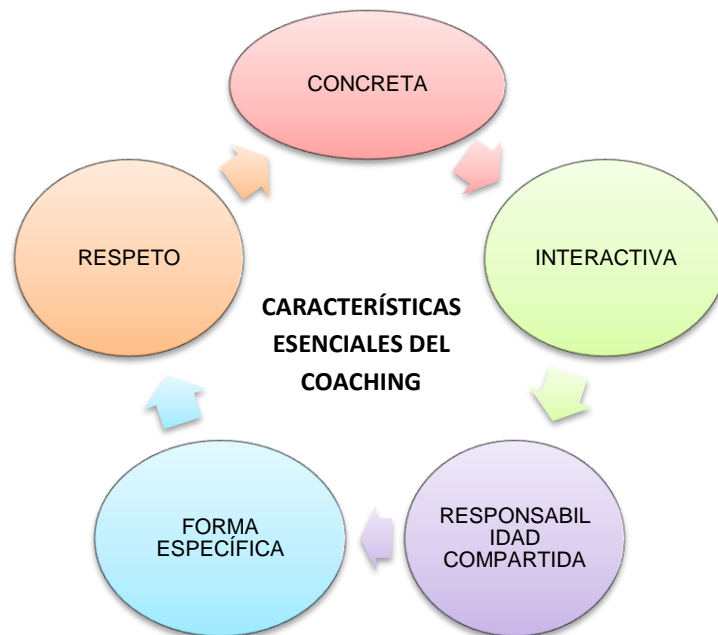 CONCRETA
INTERACTIVA
RESPONSABIL
IDAD
COMPARTIDA
FORMA
ESPECÍFICA
RESPETO
CARACTERÍSTICAS
ESENCIALES DEL
COACHING